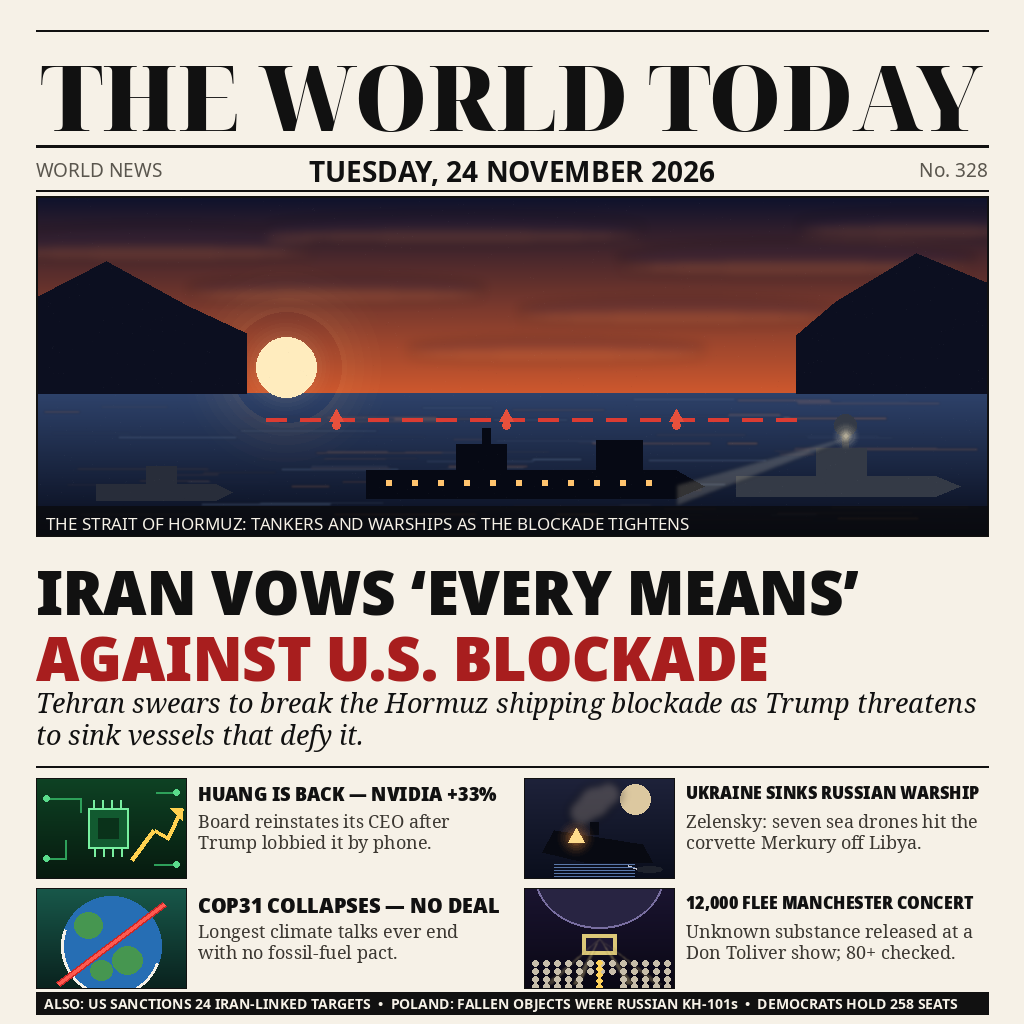 THE WORLD TODAY
WORLD NEWS
TUESDAY, 24 NOVEMBER 2026
No. 328
THE STRAIT OF HORMUZ: TANKERS AND WARSHIPS AS THE BLOCKADE TIGHTENS
IRAN VOWS ‘EVERY MEANS’
AGAINST U.S. BLOCKADE
Tehran swears to break the Hormuz shipping blockade as Trump threatens
to sink vessels that defy it.
HUANG IS BACK — NVIDIA +33%
Board reinstates its CEO after
Trump lobbied it by phone.
UKRAINE SINKS RUSSIAN WARSHIP
Zelensky: seven sea drones hit the
corvette Merkury off Libya.
COP31 COLLAPSES — NO DEAL
Longest climate talks ever end
with no fossil-fuel pact.
12,000 FLEE MANCHESTER CONCERT
Unknown substance released at a
Don Toliver show; 80+ checked.
ALSO: US SANCTIONS 24 IRAN-LINKED TARGETS • POLAND: FALLEN OBJECTS WERE RUSSIAN KH-101s • DEMOCRATS HOLD 258 SEATS